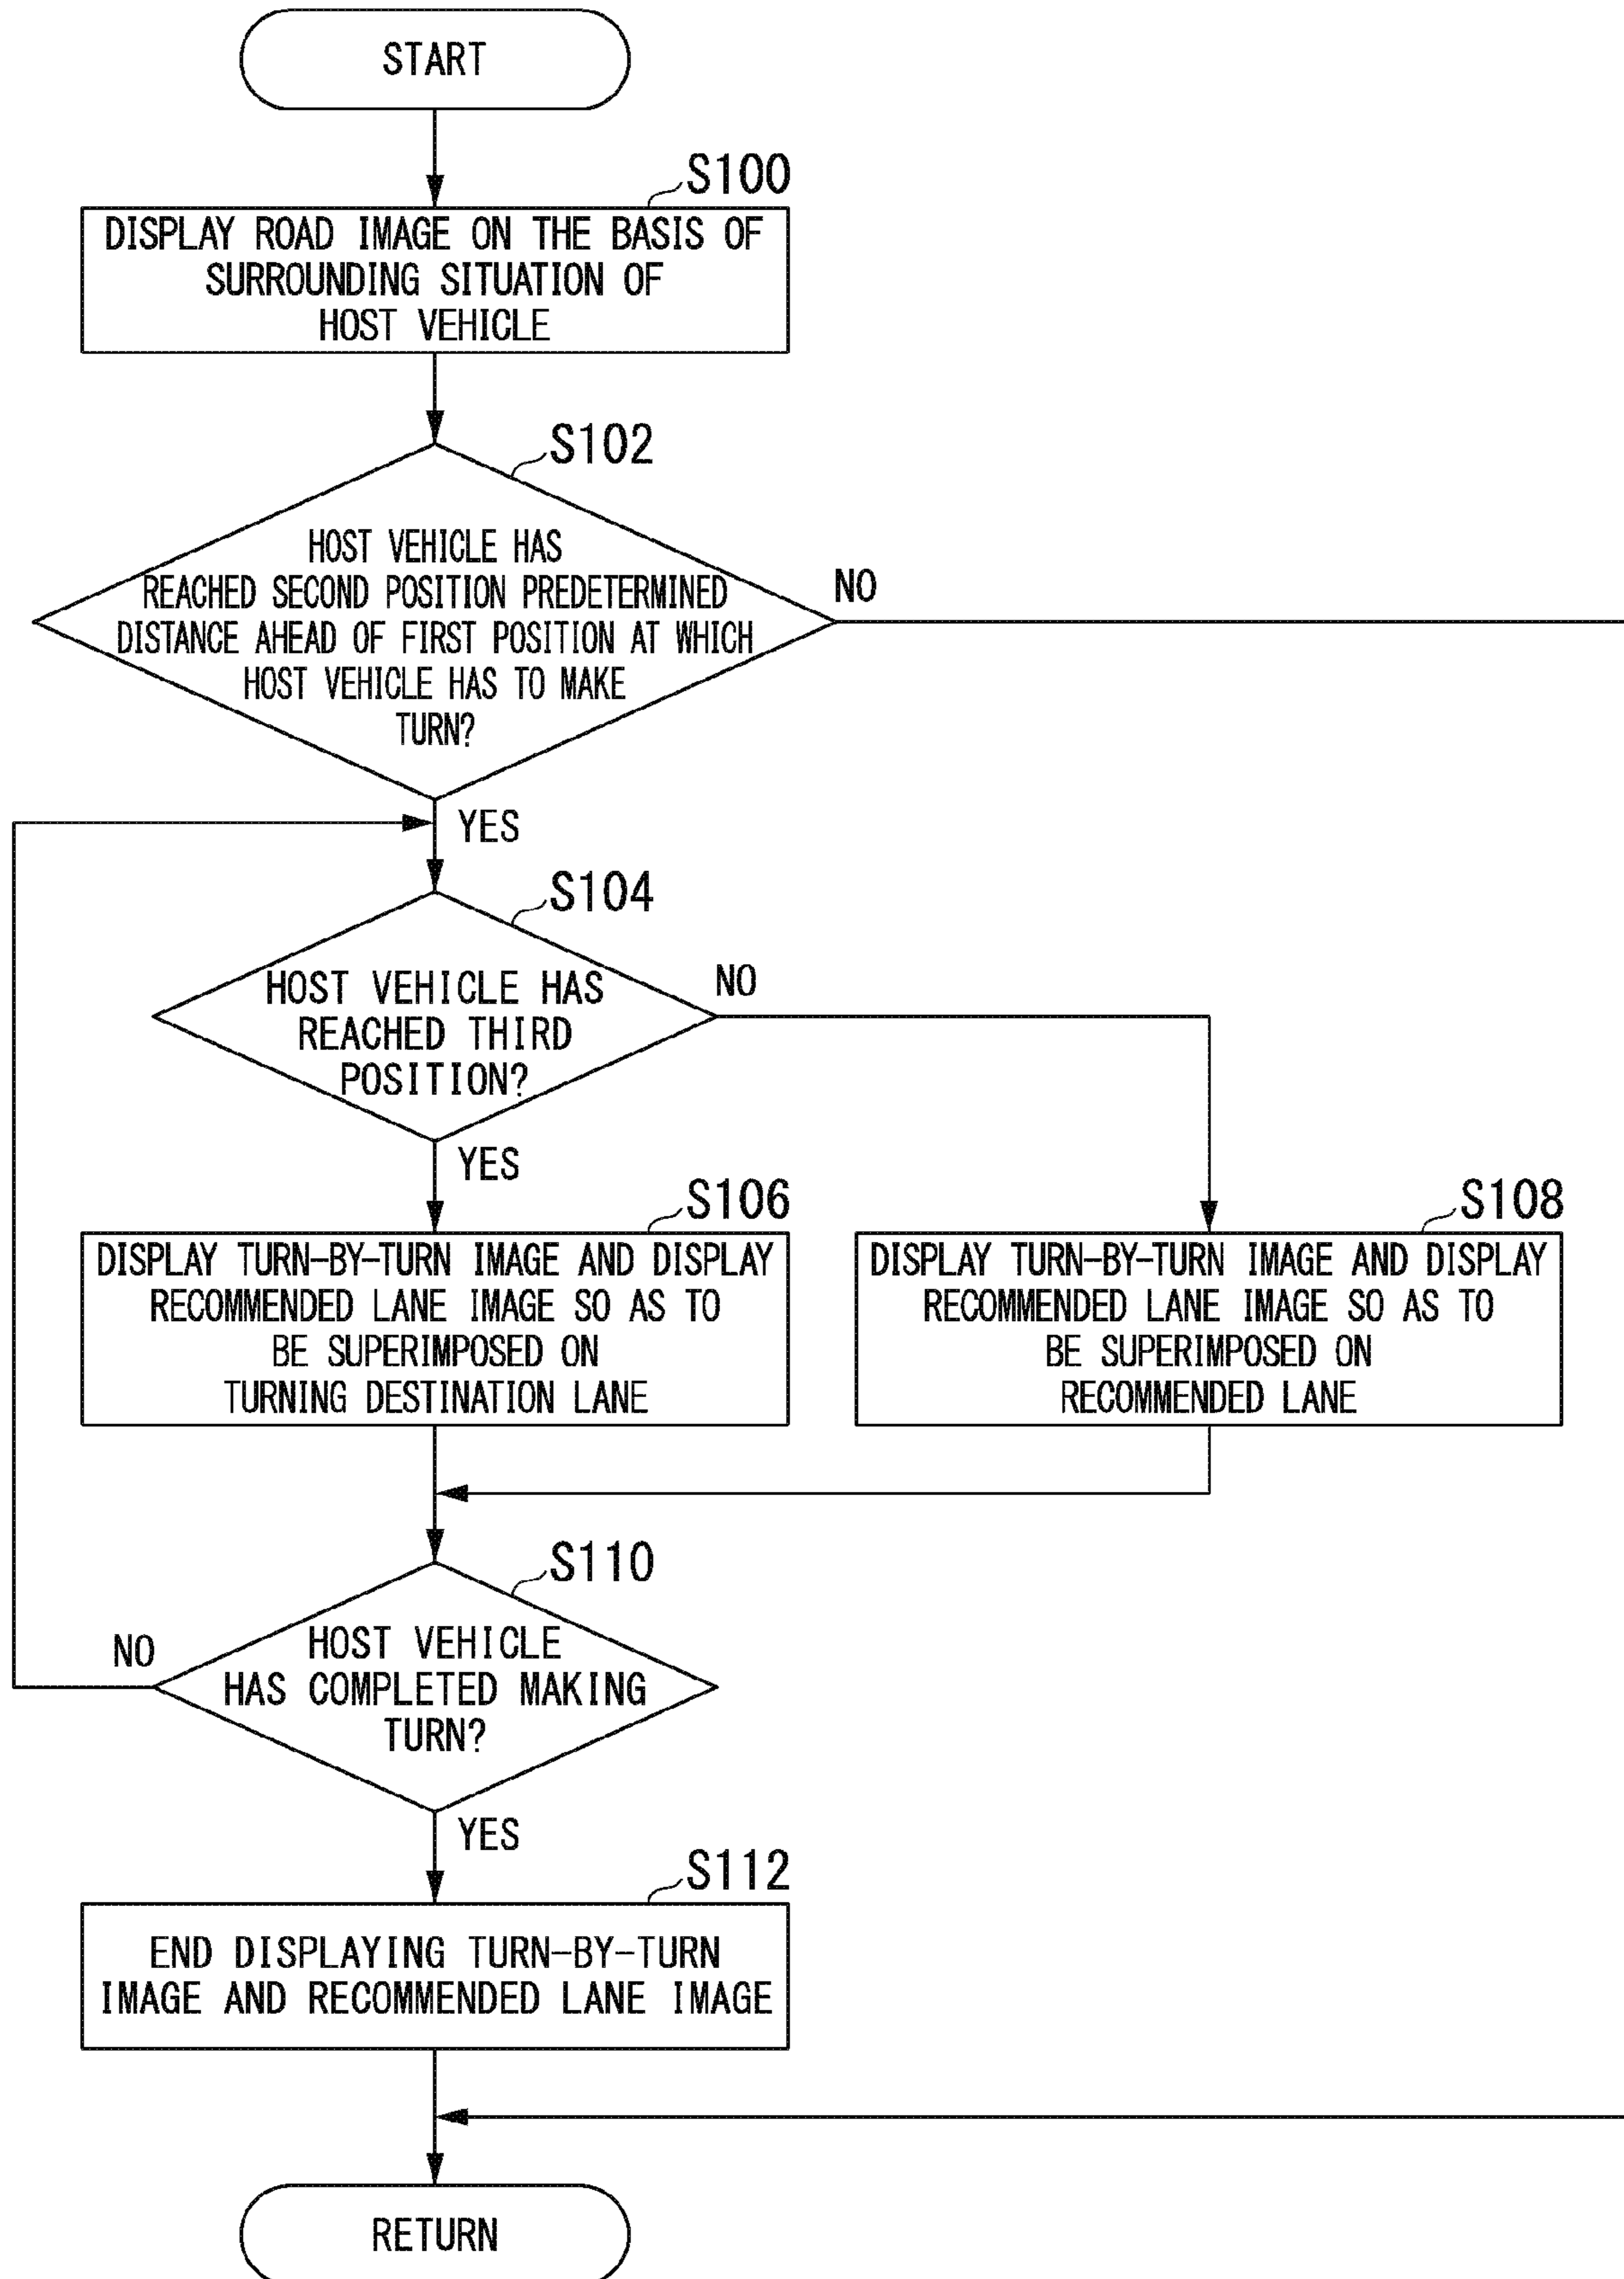 START
S100
DISPLAY ROAD IMAGE ON THE BASIS OF
SURROUNDING SITUATION OF
HOST VEHICLE
S102
HOST VEHICLE HAS
REACHED SECOND POSITION PREDETERMINED
DISTANCE AHEAD OF FIRST POSITION AT WHICH
HOST VEHICLE HAS TO MAKE
TURN?
NO
YES
S104
HOST VEHICLE HAS
REACHED THIRD
POSITION?
NO
YES
S106
DISPLAY TURN-BY-TURN IMAGE AND DISPLAY
RECOMMENDED LANE IMAGE SO AS TO
BE SUPERIMPOSED ON
TURNING DESTINATION LANE
S108
DISPLAY TURN-BY-TURN IMAGE AND DISPLAY
RECOMMENDED LANE IMAGE SO AS TO
BE SUPERIMPOSED ON
RECOMMENDED LANE
S110
HOST VEHICLE
HAS COMPLETED MAKING
TURN?
NO
YES
S112
END DISPLAYING TURN-BY-TURN
IMAGE AND RECOMMENDED LANE IMAGE
RETURN